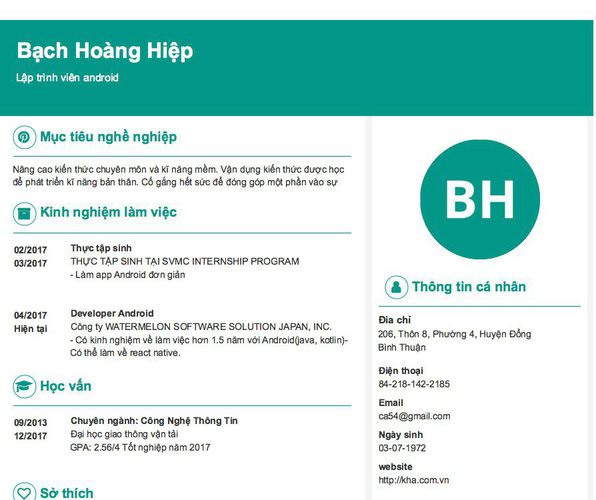 Bạch Hoàng Hiệp
Lập trình viên android
Mục tiêu nghề nghiệp
Nâng cao kiến thức chuyên môn và kĩ năng mềm. Vận dụng kiến thức được học
để phát triển kĩ năng bản thân. Cố gắng hết sức để đóng góp một phần vào sự
Kinh nghiệm làm việc
02/2017 Thực tập sinh
03/2017 THỰC TẬP SINH TẠI SVMC INTERNSHIP PROGRAM
- Làm app Android đơn giản
04/2017 Developer Android
Hiện tại Công ty WATERMELON SOFTWARE SOLUTION JAPAN, INC.
- Có kinh nghiệm về làm việc hơn 1.5 năm với Android(java, kotlin)-
Có thể làm về react native.
Học vấn
09/2013 Chuyên ngành: Công Nghệ Thông Tin
12/2017 Đại học giao thông vận tải
GPA: 2.56/4 Tốt nghiệp năm 2017
Sở thích
BH
Thông tin cá nhân
Địa chỉ
206, Thôn 8, Phường 4, Huyện Đồng
Bình Thuận
Điện thoại
84-218-142-2185
Email
ca54@gmail.com
Ngày sinh
03-07-1972
website
http://kha.com.vn